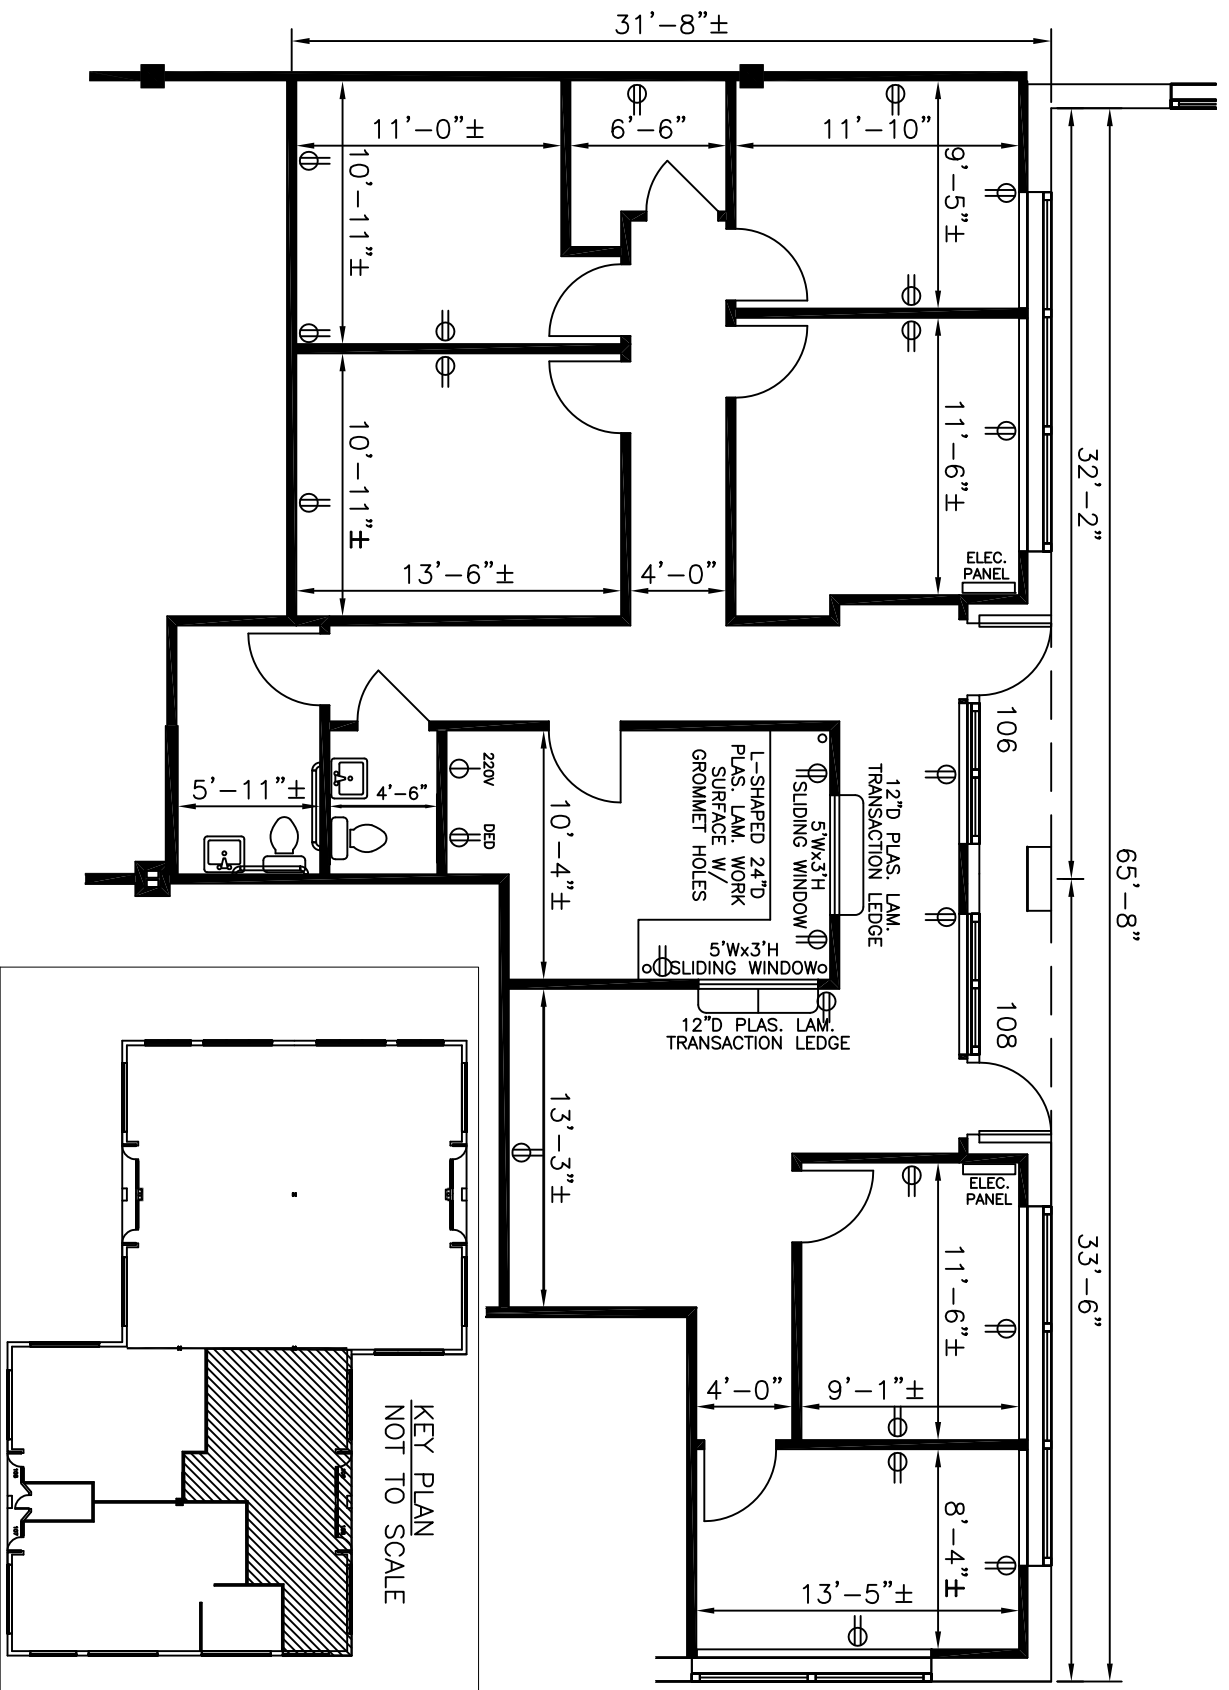 31'-8"±
11'-0"±
6'-6"
11'-10"
10'-11"±
9'-5"±
10'-11"±
11'-6"±
32'-2"
ELEC.
PANEL
13'-6"±
4'-0"
106
65'-8"
5'-11"±
4'-6"
220V
DED
10'-4"±
L-SHAPED 24"D
PLAS. LAM. WORK
SURFACE W/
GROMMET HOLES
5'Wx3'H
SLIDING WINDOW
12"D PLAS. LAM.
TRANSACTION LEDGE
5'Wx3'H
SLIDING WINDOW
12"D PLAS. LAM.
TRANSACTION LEDGE
108
13'-3"±
ELEC.
PANEL
11'-6"±
33'-6"
4'-0"
9'-1"±
8'-4"±
13'-5"±
KEY PLAN
NOT TO SCALE